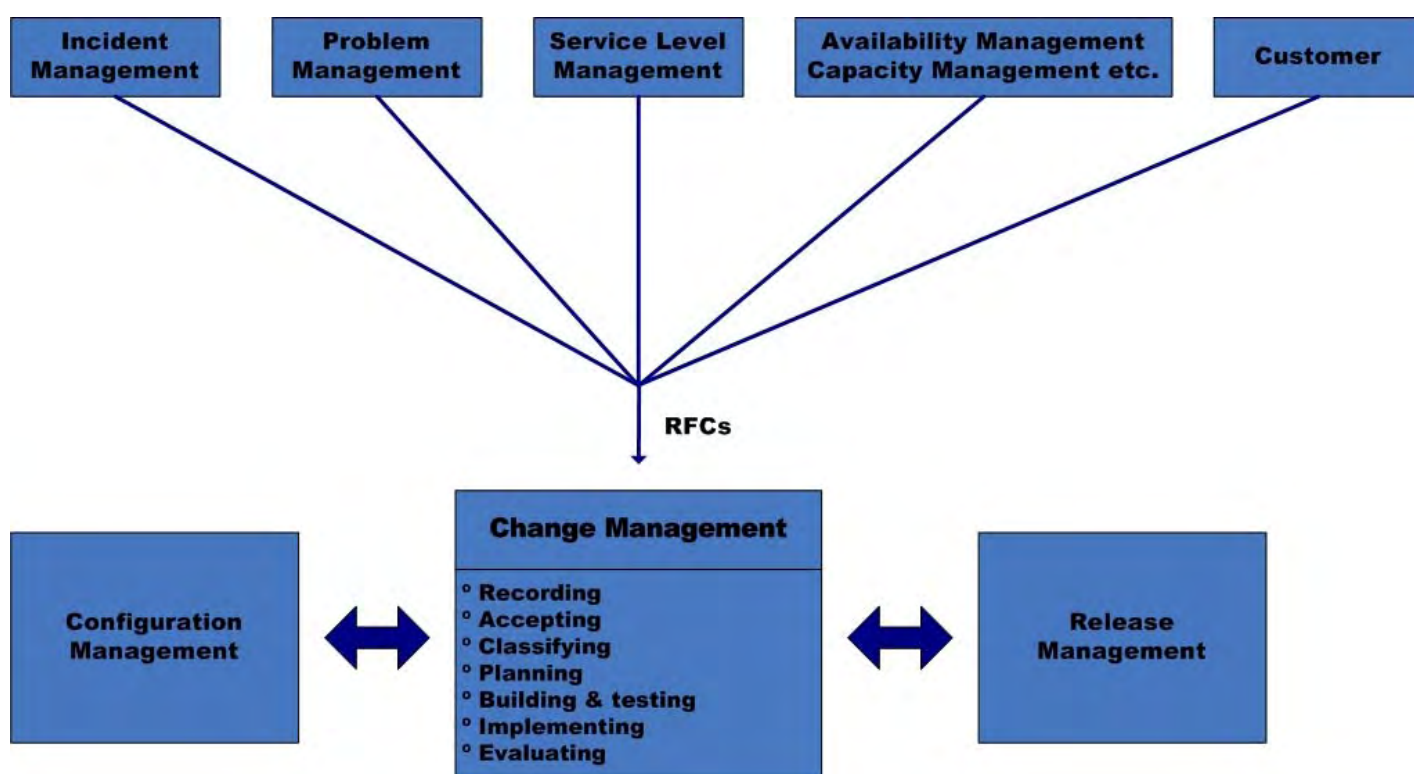 Incident
Management
Problem
Management
Service Level
Management
Availability Management
Capacity Management etc.
Customer
RFCs
Configuration
Management
Change Management
° Recording
° Accepting
° Classifying
° Planning
° Building & testing
° Implementing
° Evaluating
Release
Management